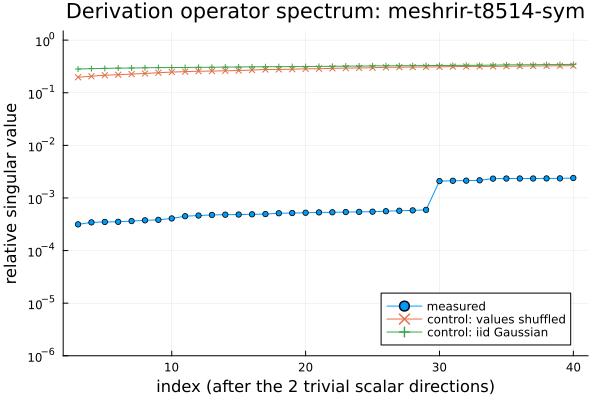 Derivation operator spectrum: meshrir-t8514-sym
relative singular value
10⁰
10⁻¹
10⁻²
10⁻³
10⁻⁴
10⁻⁵
10⁻⁶
measured
control: values shuffled
control: iid Gaussian
10
20
30
40
index (after the 2 trivial scalar directions)